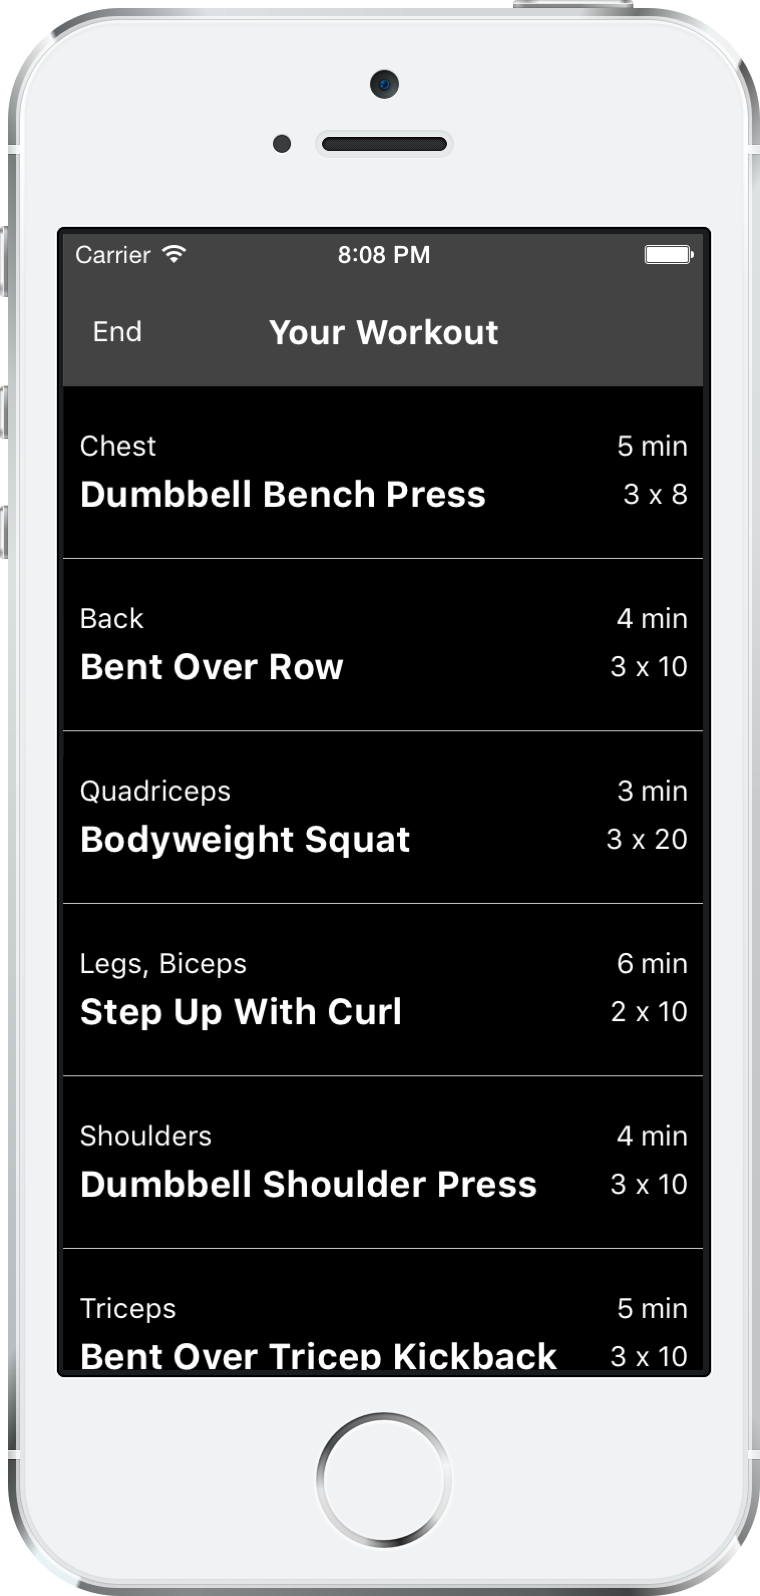 Carrier 8:08 PM
End Your Workout
Chest 5 min
Dumbbell Bench Press 3 x 8
Back 4 min
Bent Over Row 3 x 10
Quadriceps 3 min
Bodyweight Squat 3 x 20
Legs, Biceps 6 min
Step Up With Curl 2 x 10
Shoulders 4 min
Dumbbell Shoulder Press 3 x 10
Triceps 5 min
Bent Over Tricep Kickback 3 x 10